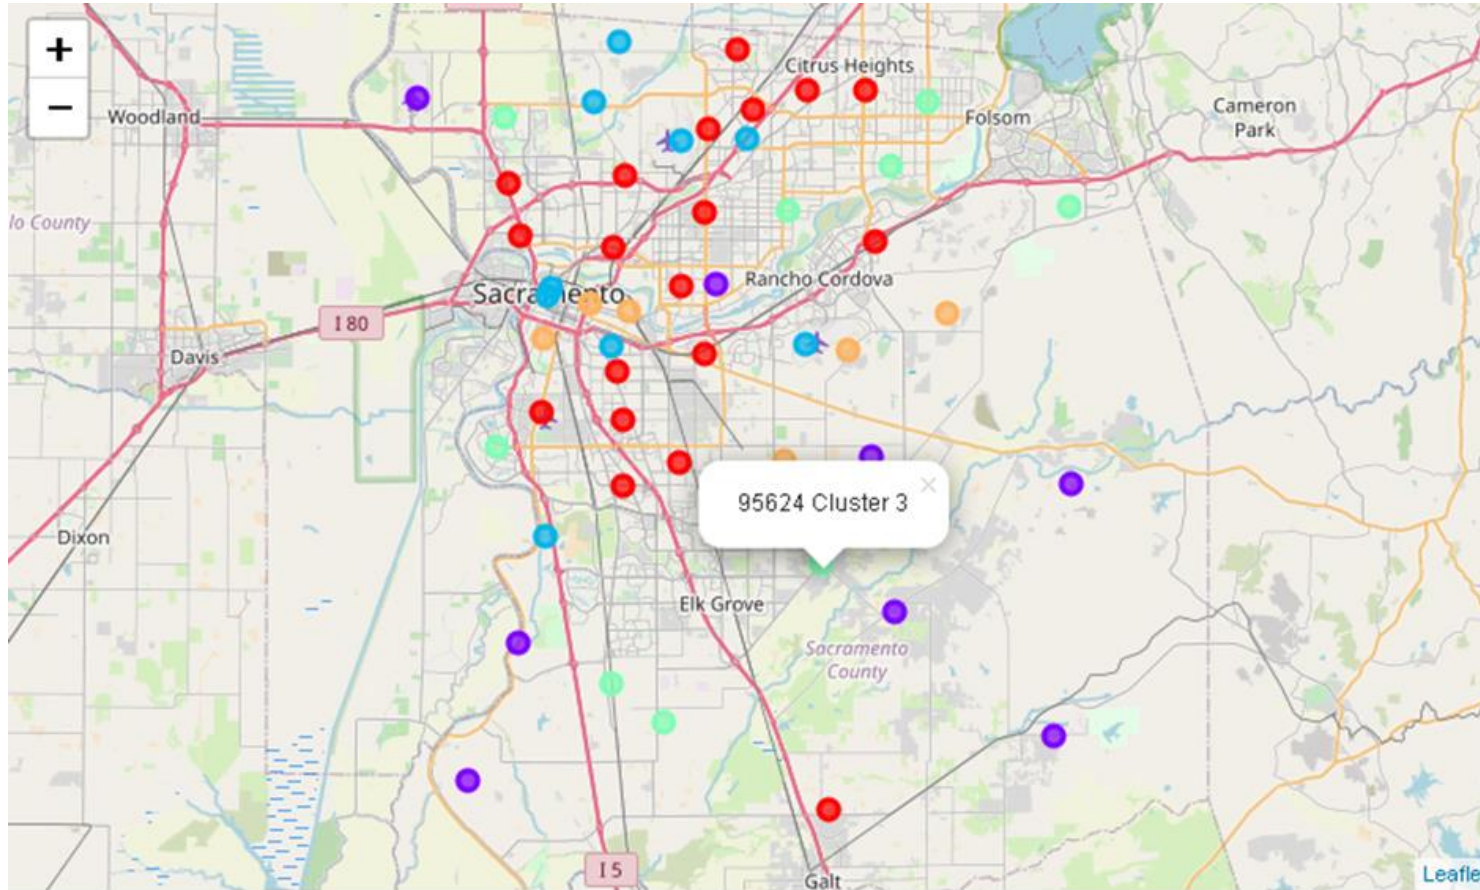 +
−
Citrus Heights
Woodland
Folsom
Cameron
Park
lo County
Rancho Cordova
Sacramento
I 80
Davis
95624 Cluster 3
×
Dixon
Elk Grove
Sacramento
County
I 5
Galt
Leafle